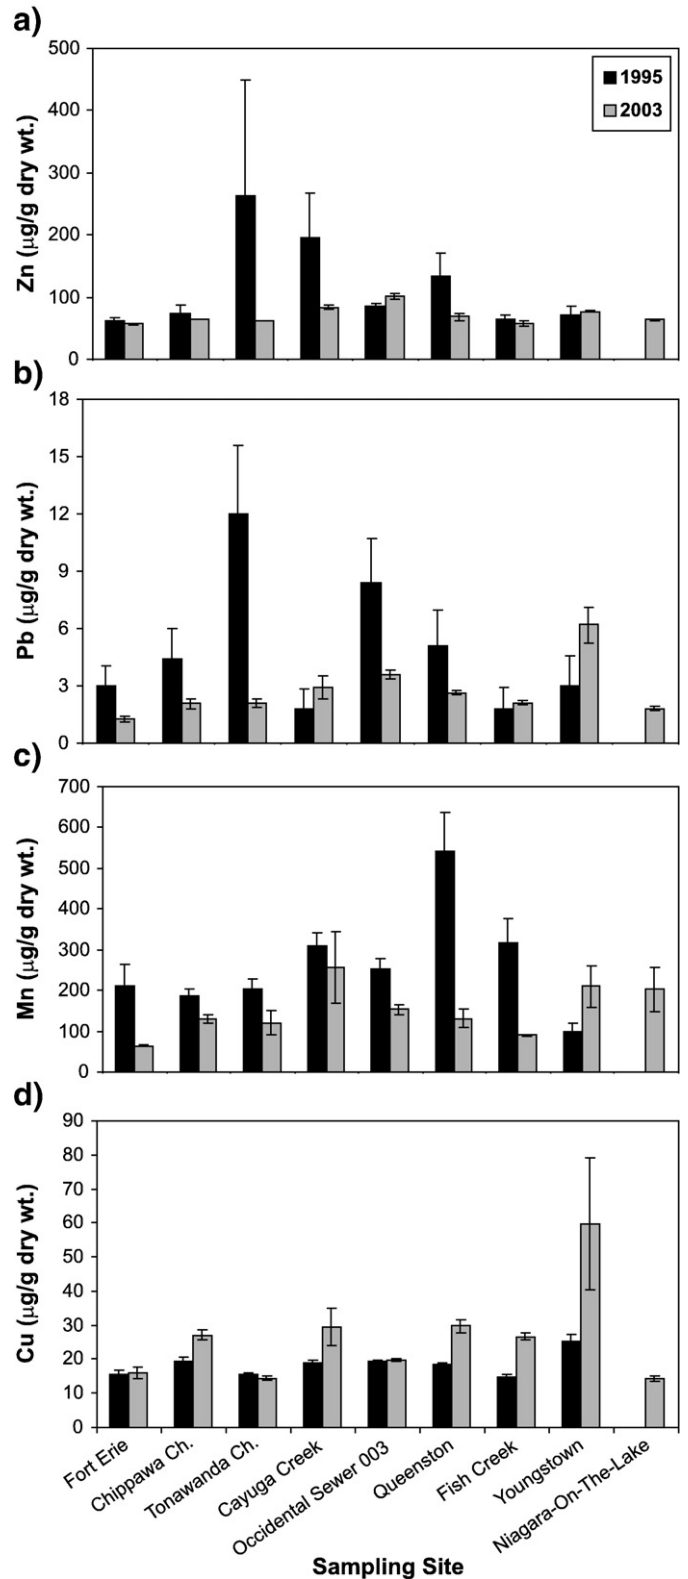 a)
500
400
300
200
100
0
Zn (µg/g dry wt.)
1995
2003
b)
18
15
12
9
6
3
0
Pb (µg/g dry wt.)
c)
700
600
500
400
300
200
100
0
Mn (µg/g dry wt.)
d)
90
80
70
60
50
40
30
20
10
0
Cu (µg/g dry wt.)
Fort Erie
Chippawa Ch.
Tonawanda Ch.
Cayuga Creek
Occidental Sewer 003
Queenston
Fish Creek
Youngstown
Niagara-On-The-Lake
Sampling Site